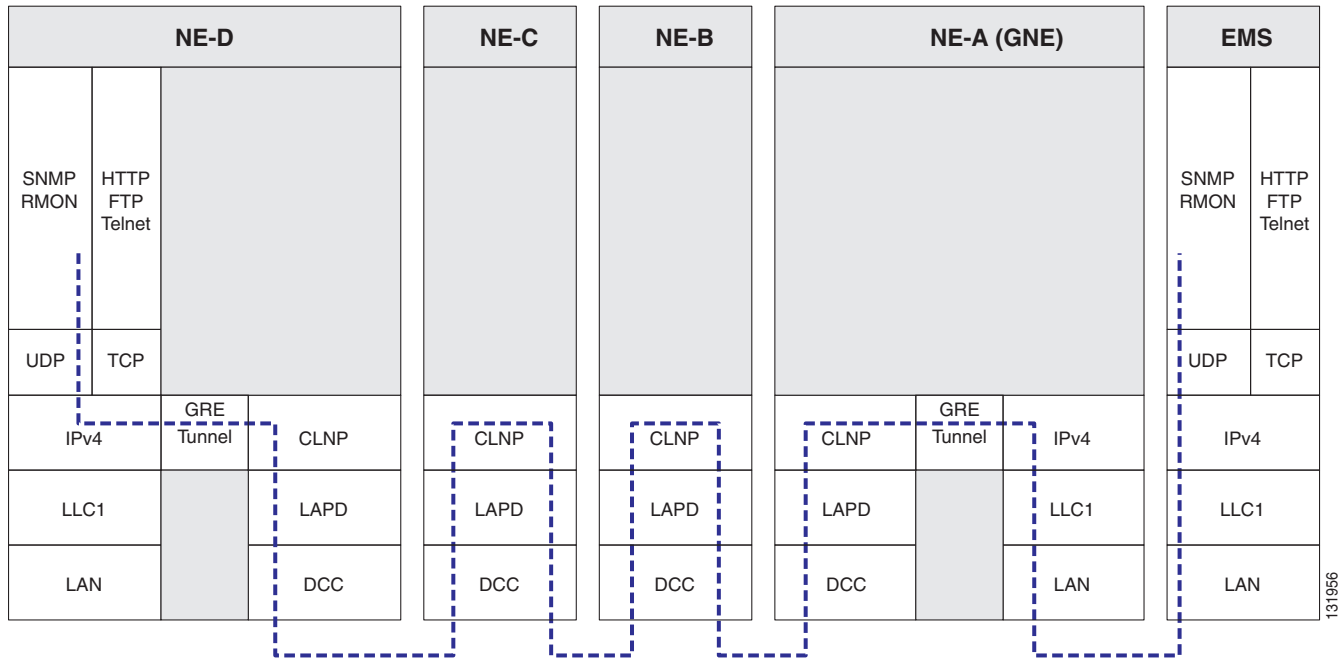 NE-D
NE-C
NE-B
NE-A (GNE)
EMS
SNMP
RMON
HTTP
FTP
Telnet
SNMP
RMON
HTTP
FTP
Telnet
UDP
TCP
UDP
TCP
IPv4
GRE
Tunnel
CLNP
CLNP
CLNP
CLNP
GRE
Tunnel
IPv4
IPv4
LLC1
LAPD
LAPD
LAPD
LAPD
LLC1
LLC1
LAN
DCC
DCC
DCC
DCC
LAN
LAN
131956